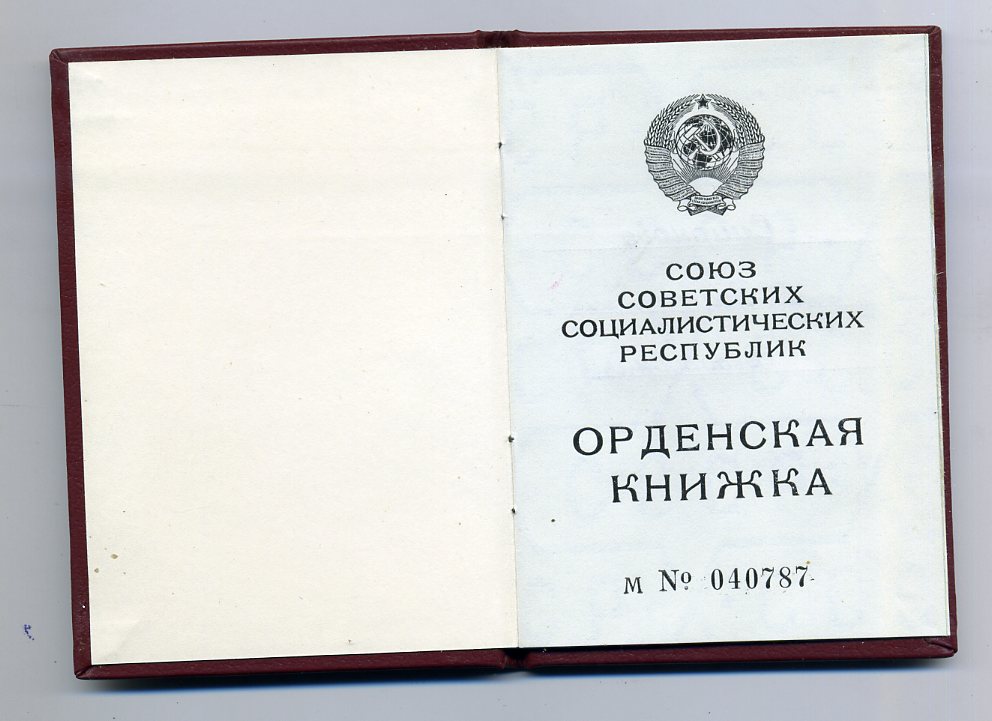 СОЮЗ
СОВЕТСКИХ
СОЦИАЛИСТИЧЕСКИХ
РЕСПУБЛИК
ОРДЕНСКАЯ
КНИЖКА
М № 040787